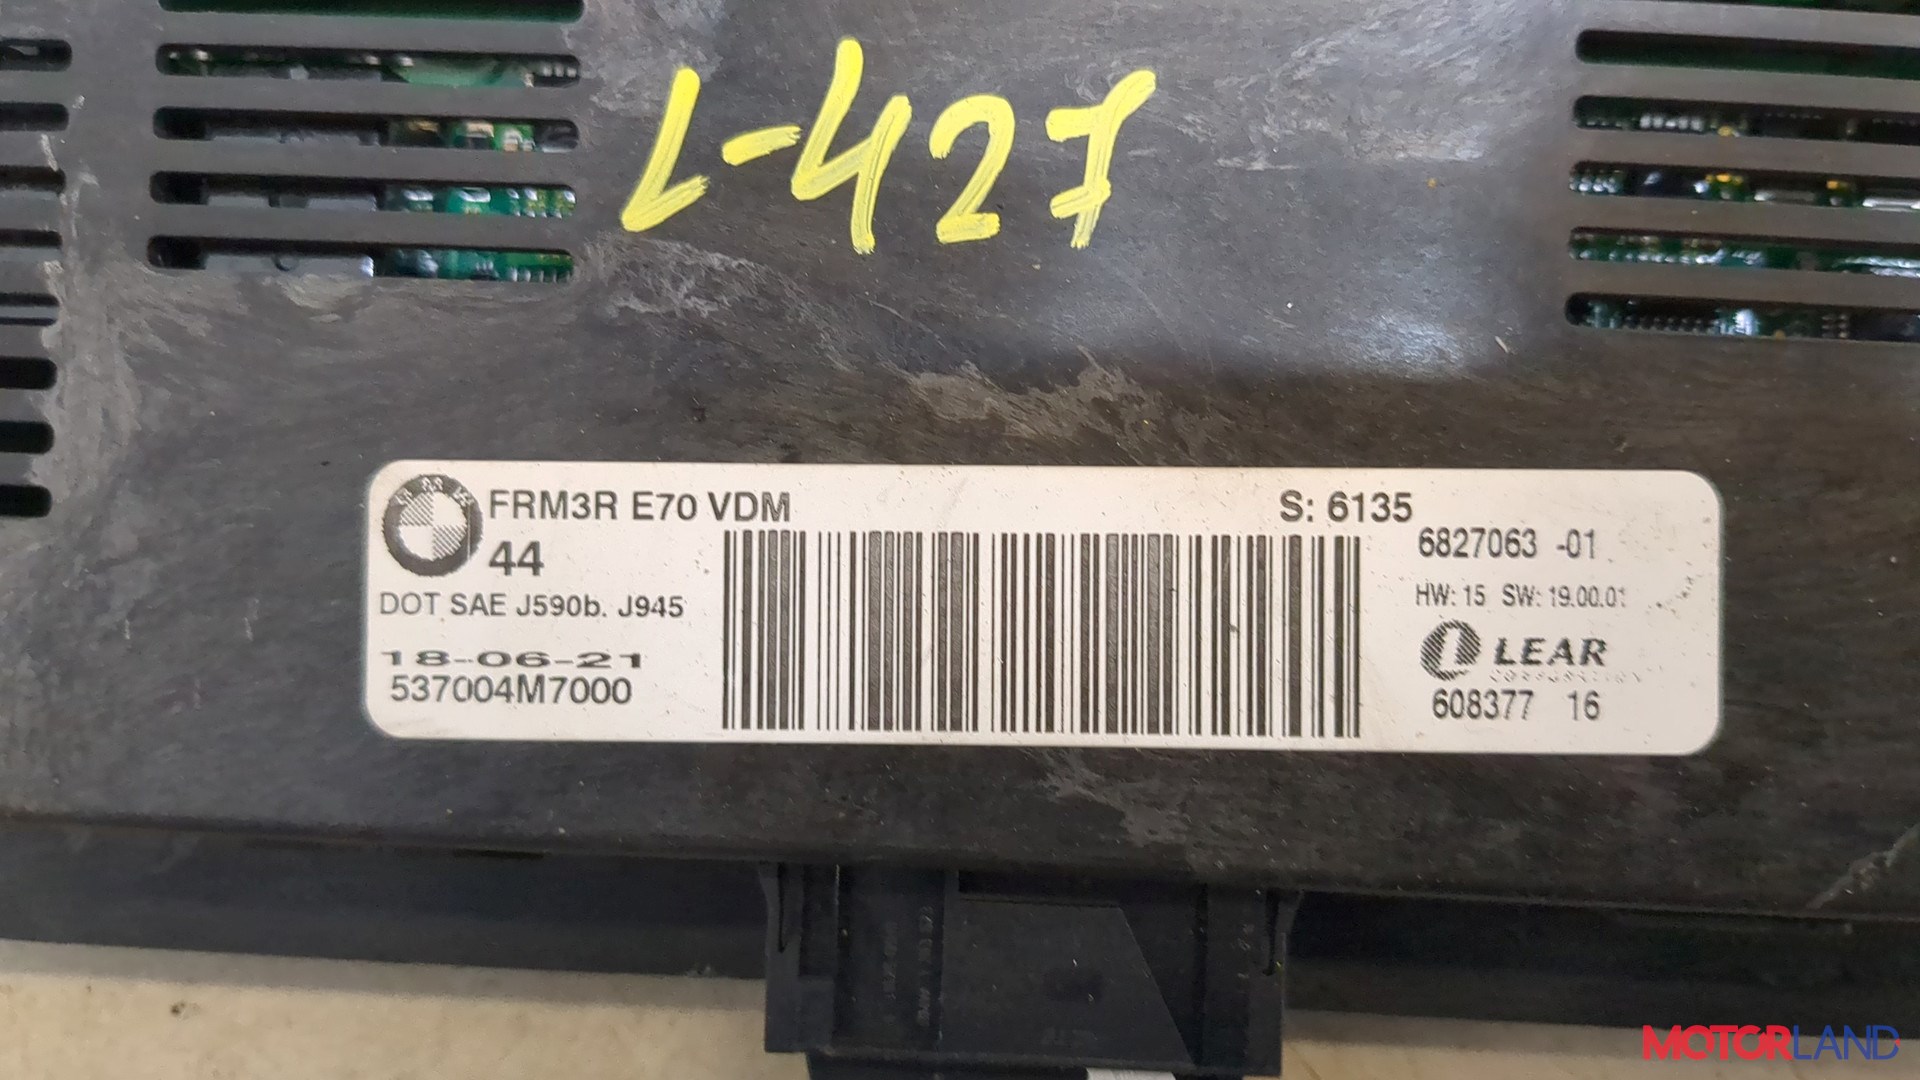 L-427
FRM3R E70 VDM
S: 6135
44
6827063 -01
DOT SAE J590b. J945
HW: 15 SW: 19.00.01
18-06-21
LEAR
CORPORATION
537004M7000
608377 16
MOTORLAND